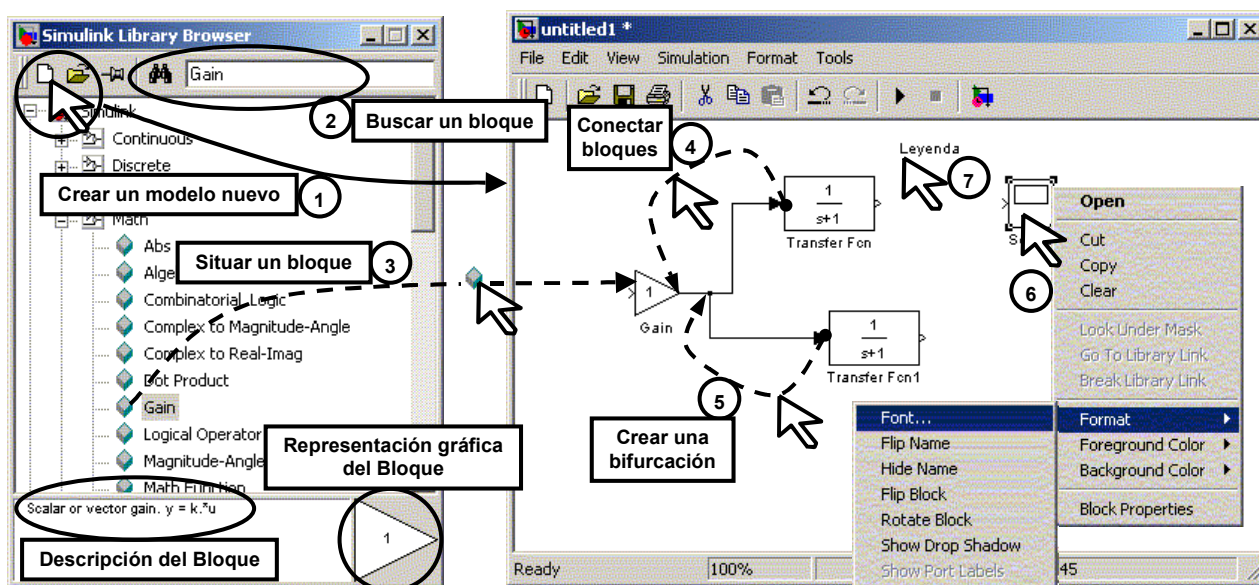 Simulink Library Browser
Gain
2
Buscar un bloque
Simulink
Continuous
Discrete
Crear un modelo nuevo
1
Math
Abs
Situar un bloque
3
Combinatorial Logic
Complex to Magnitude-Angle
Complex to Real-Imag
Dot Product
Gain
Logical Operator
Magnitude-Angle
Math Function
Representación gráfica
del Bloque
Scalar or vector gain. y = k.*u
Descripción del Bloque
1
untitled1 *
File Edit View Simulation Format Tools
Conectar
bloques
4
Leyenda
7
1
s+1
Transfer Fcn
1
Gain
1
s+1
Transfer Fcn1
5
Crear una
bifurcación
6
Open
Cut
Copy
Clear
Look Under Mask
Go To Library Link
Break Library Link
Format
Foreground Color
Background Color
Block Properties
Font...
Flip Name
Hide Name
Flip Block
Rotate Block
Show Drop Shadow
Show Port Labels
Ready 100% 45